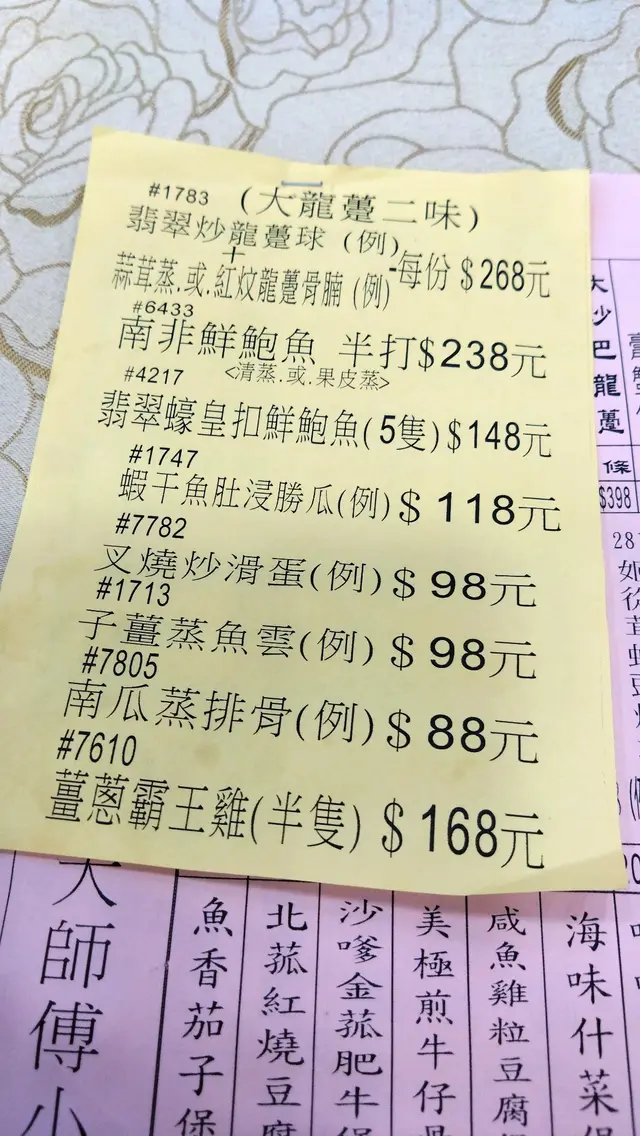 #1783 (大龍躉二味)
翡翠炒龍躉球 (例)
+
蒜茸蒸.或.紅炆龍躉骨腩 (例)
-每份 $268元
#6433
南非鮮鮑魚 半打$238元
<清蒸.或.果皮蒸>
#4217
翡翠蠔皇扣鮮鮑魚(5隻)$148元
#1747
蝦干魚肚浸勝瓜(例)$118元
#7782
叉燒炒滑蛋(例)$98元
#1713
子薑蒸魚雲(例)$98元
#7805
南瓜蒸排骨(例)$88元
#7610
薑蔥霸王雞(半隻)$168元
炒巴龍躉
條
$398
28
大師傅小
魚香茄子煲
北菰紅燒豆腐
沙嗲金菰肥牛煲
美極煎牛仔骨
咸魚雞粒豆腐
海味什菜煲